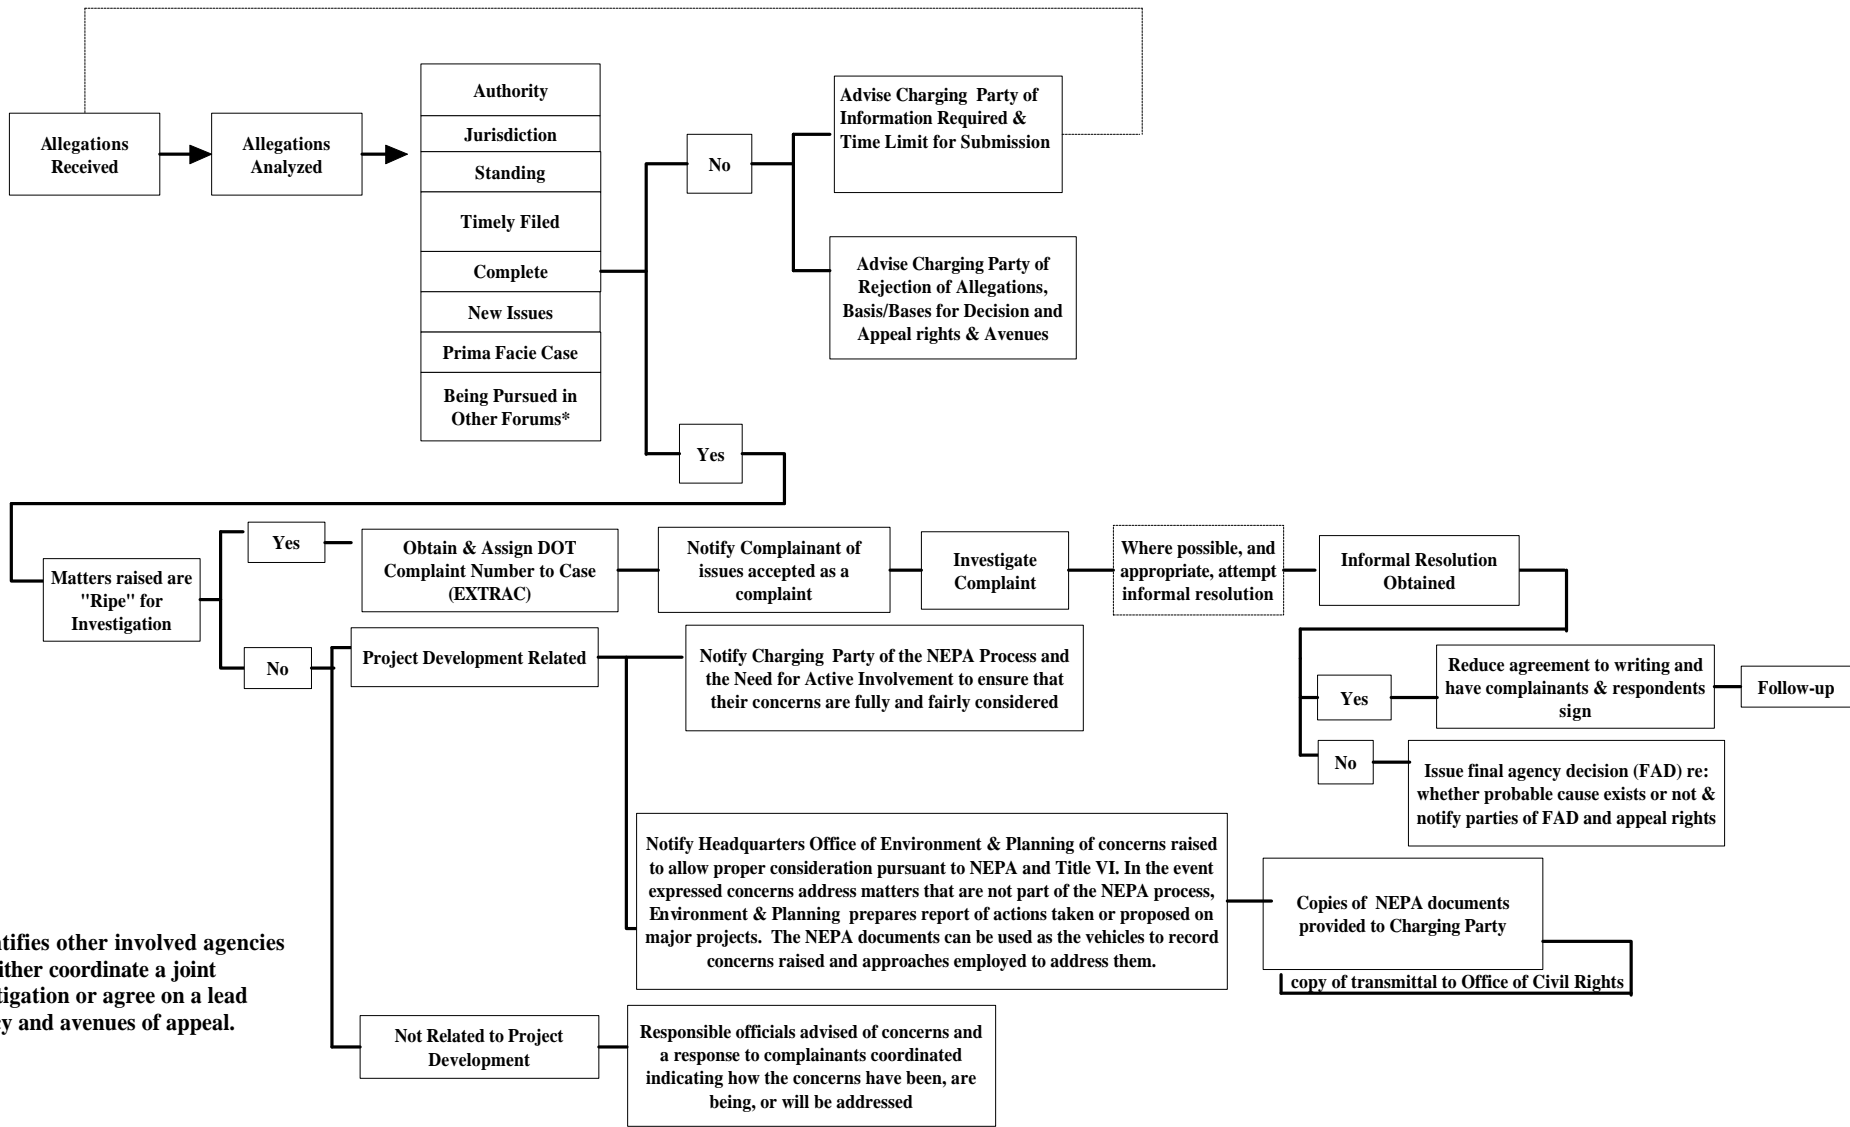 Allegations
Received
Allegations
Analyzed
Authority
Jurisdiction
Standing
Timely Filed
Complete
New Issues
Prima Facie Case
Being Pursued in
Other Forums*
No
Advise Charging Party of
Information Required &
Time Limit for Submission
Advise Charging Party of
Rejection of Allegations,
Basis/Bases for Decision and
Appeal rights & Avenues
Yes
Matters raised are
"Ripe" for
Investigation
Yes
Obtain & Assign DOT
Complaint Number to Case
(EXTRAC)
Notify Complainant of
issues accepted as a
complaint
Investigate
Complaint
Where possible, and
appropriate, attempt
informal resolution
Informal Resolution
Obtained
Yes
Reduce agreement to writing and
have complainants & respondents
sign
Follow-up
No
Issue final agency decision (FAD) re:
whether probable cause exists or not &
notify parties of FAD and appeal rights
No
Project Development Related
Notify Charging Party of the NEPA Process and
the Need for Active Involvement to ensure that
their concerns are fully and fairly considered
Notify Headquarters Office of Environment & Planning of concerns raised
to allow proper consideration pursuant to NEPA and Title VI. In the event
expressed concerns address matters that are not part of the NEPA process,
Environment & Planning prepares report of actions taken or proposed on
major projects. The NEPA documents can be used as the vehicles to record
concerns raised and approaches employed to address them.
Copies of NEPA documents
provided to Charging Party
copy of transmittal to Office of Civil Rights
Not Related to Project
Development
Responsible officials advised of concerns and
a response to complainants coordinated
indicating how the concerns have been, are
being, or will be addressed
other involved agencies
coordinate a joint
or agree on a lead
and avenues of appeal.